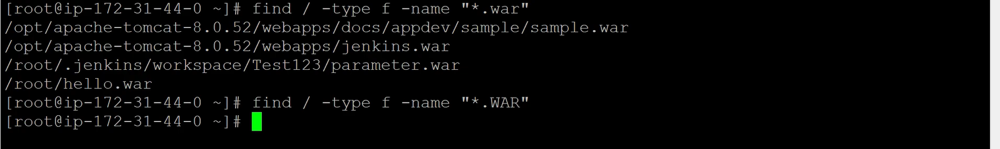 [root@ip-172-31-44-0 ~]# find / -type f -name "*.war"
/opt/apache-tomcat-8.0.52/webapps/docs/appdev/sample/sample.war
/opt/apache-tomcat-8.0.52/webapps/jenkins.war
/root/.jenkins/workspace/Test123/parameter.war
/root/hello.war
[root@ip-172-31-44-0 ~]# find / -type f -name "*.WAR"
[root@ip-172-31-44-0 ~]#